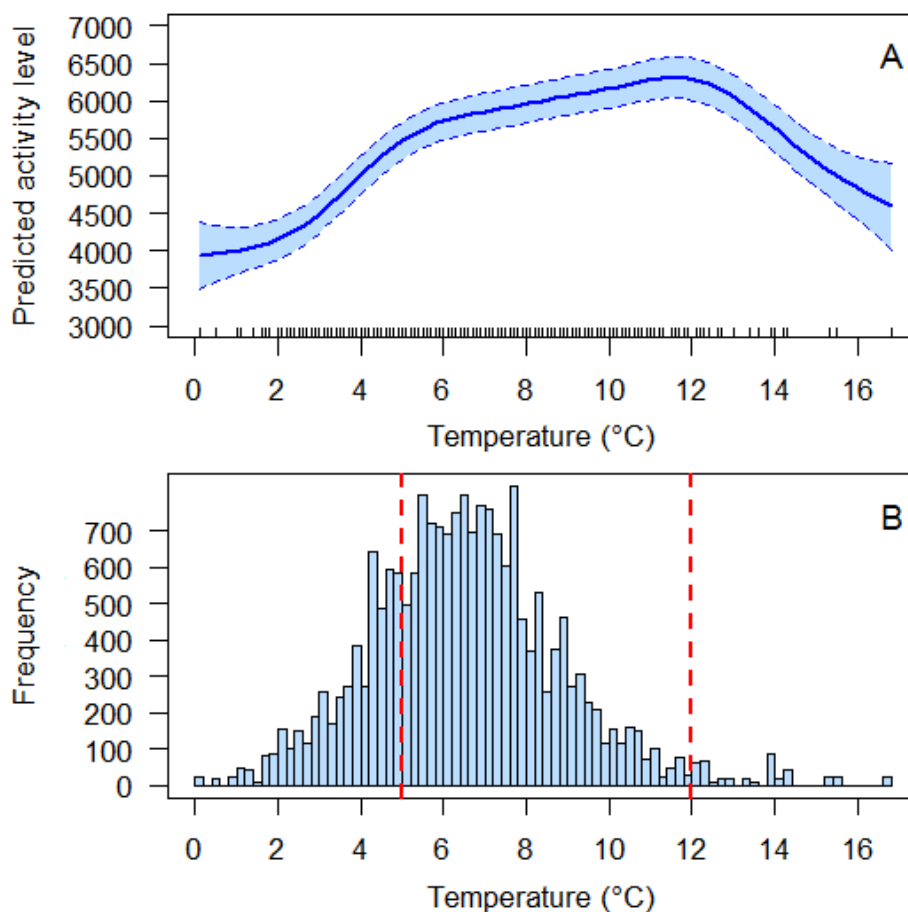 A
Predicted activity level
7000
6500
6000
5500
5000
4500
4000
3500
3000
0 2 4 6 8 10 12 14 16
Temperature (°C)
B
Frequency
700
600
500
400
300
200
100
0
0 2 4 6 8 10 12 14 16
Temperature (°C)